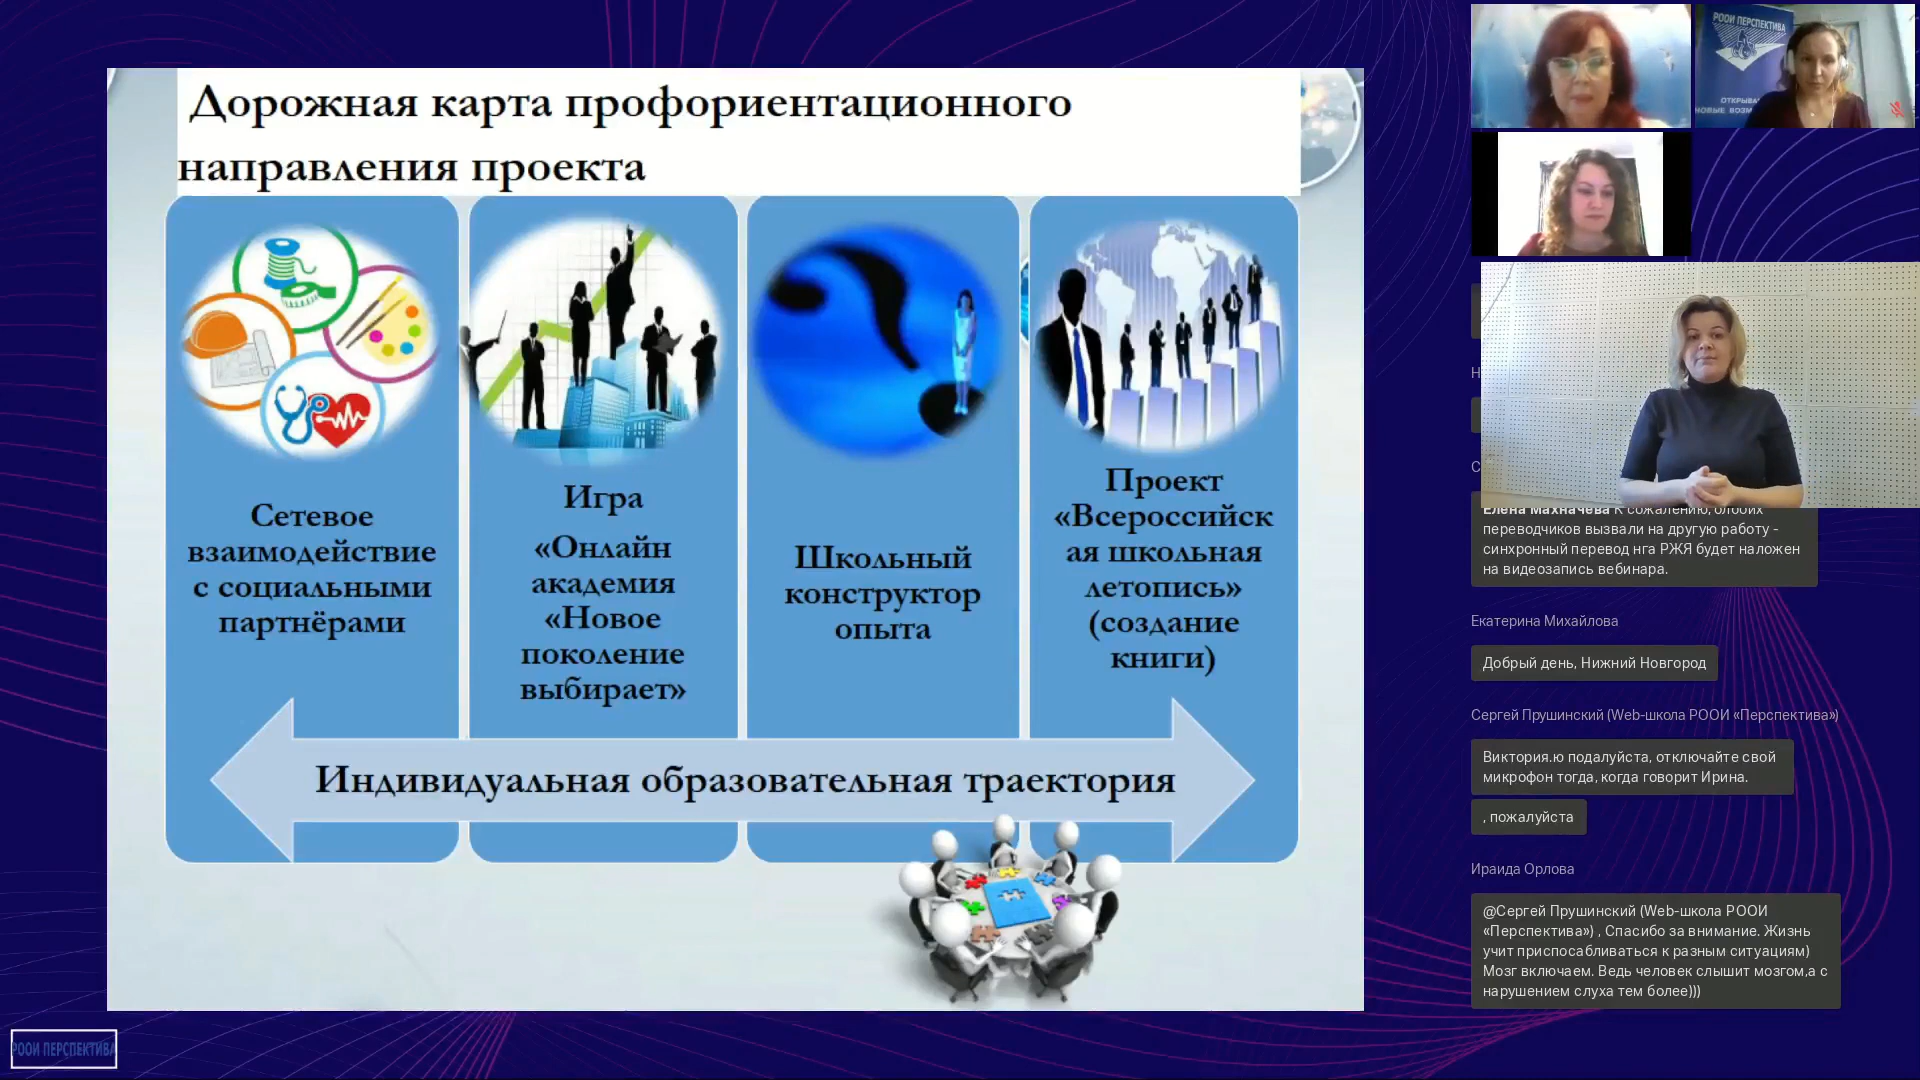 Дорожная карта профориентационного
направления проекта
Сетевое
взаимодействие
с социальными
партнёрами
Игра
«Онлайн
академия
«Новое
поколение
выбирает»
Школьный
конструктор
опыта
Проект
«Всероссийск
ая школьная
летопись»
(создание
книги)
Индивидуальная образовательная траектория
РООИ ПЕРСПЕКТИВА
РООИ ПЕРСПЕКТИВА
Н
С
Елена Махначева К сожалению, обоих
переводчиков вызвали на другую работу -
синхронный перевод нга РЖЯ будет наложен
на видеозапись вебинара.
Екатерина Михайлова
Добрый день, Нижний Новгород
Сергей Прушинский (Web-школа РООИ «Перспектива»)
Виктория.ю подалуйста, отключайте свой
микрофон тогда, когда говорит Ирина.
, пожалуйста
Ираида Орлова
@Сергей Прушинский (Web-школа РООИ
«Перспектива») , Спасибо за внимание. Жизнь
учит приспосабливаться к разным ситуациям)
Мозг включаем. Ведь человек слышит мозгом,а с
нарушением слуха тем более)))